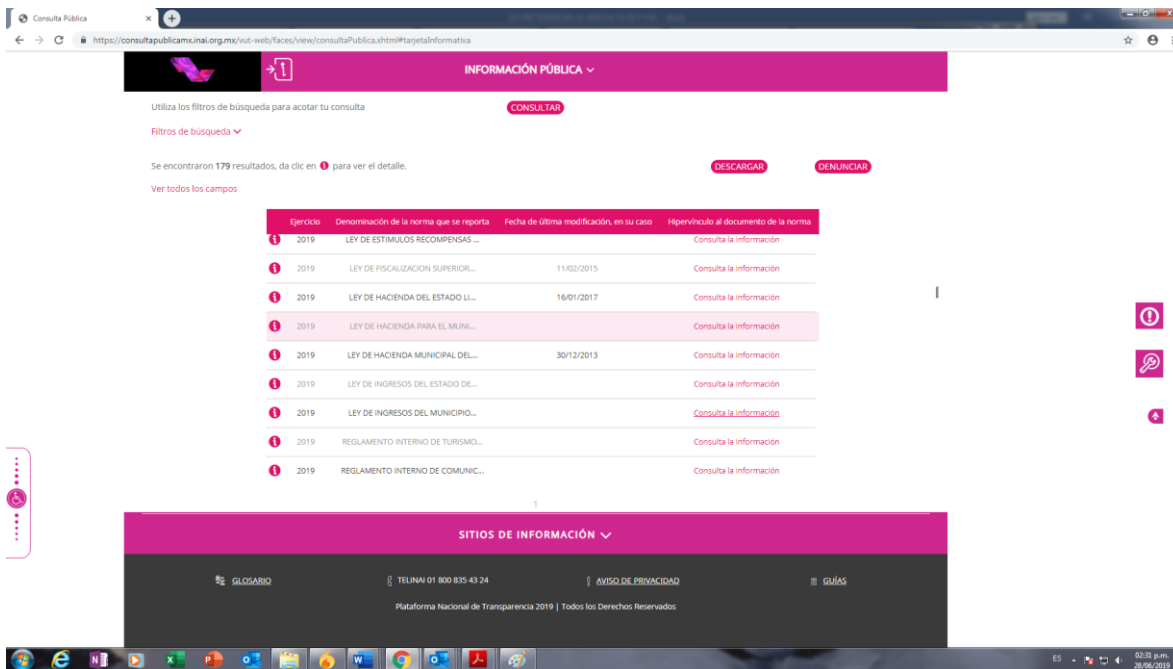 Consulta Pública
https://consultapublicamx.inai.org.mx/vut-web/faces/view/consultaPublica.xhtml#tarjetaInformativa
INFORMACIÓN PÚBLICA
Utiliza los filtros de búsqueda para acotar tu consulta CONSULTAR
Filtros de búsqueda
Se encontraron 179 resultados, da clic en para ver el detalle. DESCARGAR DENUNCIAR
Ver todos los campos
Ejercicio Denominación de la norma que se reporta Fecha de última modificación, en su caso Hipervínculo al documento de la norma
2019 LEY DE ESTIMULOS RECOMPENSAS ... Consulta la información
2019 LEY DE FISCALIZACION SUPERIOR... 11/02/2015 Consulta la información
2019 LEY DE HACIENDA DEL ESTADO LI... 16/01/2017 Consulta la información
2019 LEY DE HACIENDA PARA EL MUNI... Consulta la información
2019 LEY DE HACIENDA MUNICIPAL DEL... 30/12/2013 Consulta la información
2019 LEY DE INGRESOS DEL ESTADO DE... Consulta la información
2019 LEY DE INGRESOS DEL MUNICIPIO... Consulta la información
2019 REGLAMENTO INTERNO DE TURISMO... Consulta la información
2019 REGLAMENTO INTERNO DE COMUNIC... Consulta la información
1
SITIOS DE INFORMACIÓN
GLOSARIO TELINAI 01 800 835 43 24 AVISO DE PRIVACIDAD GUÍAS
Plataforma Nacional de Transparencia 2019 | Todos los Derechos Reservados
ES 02:31 p.m.
28/06/2019